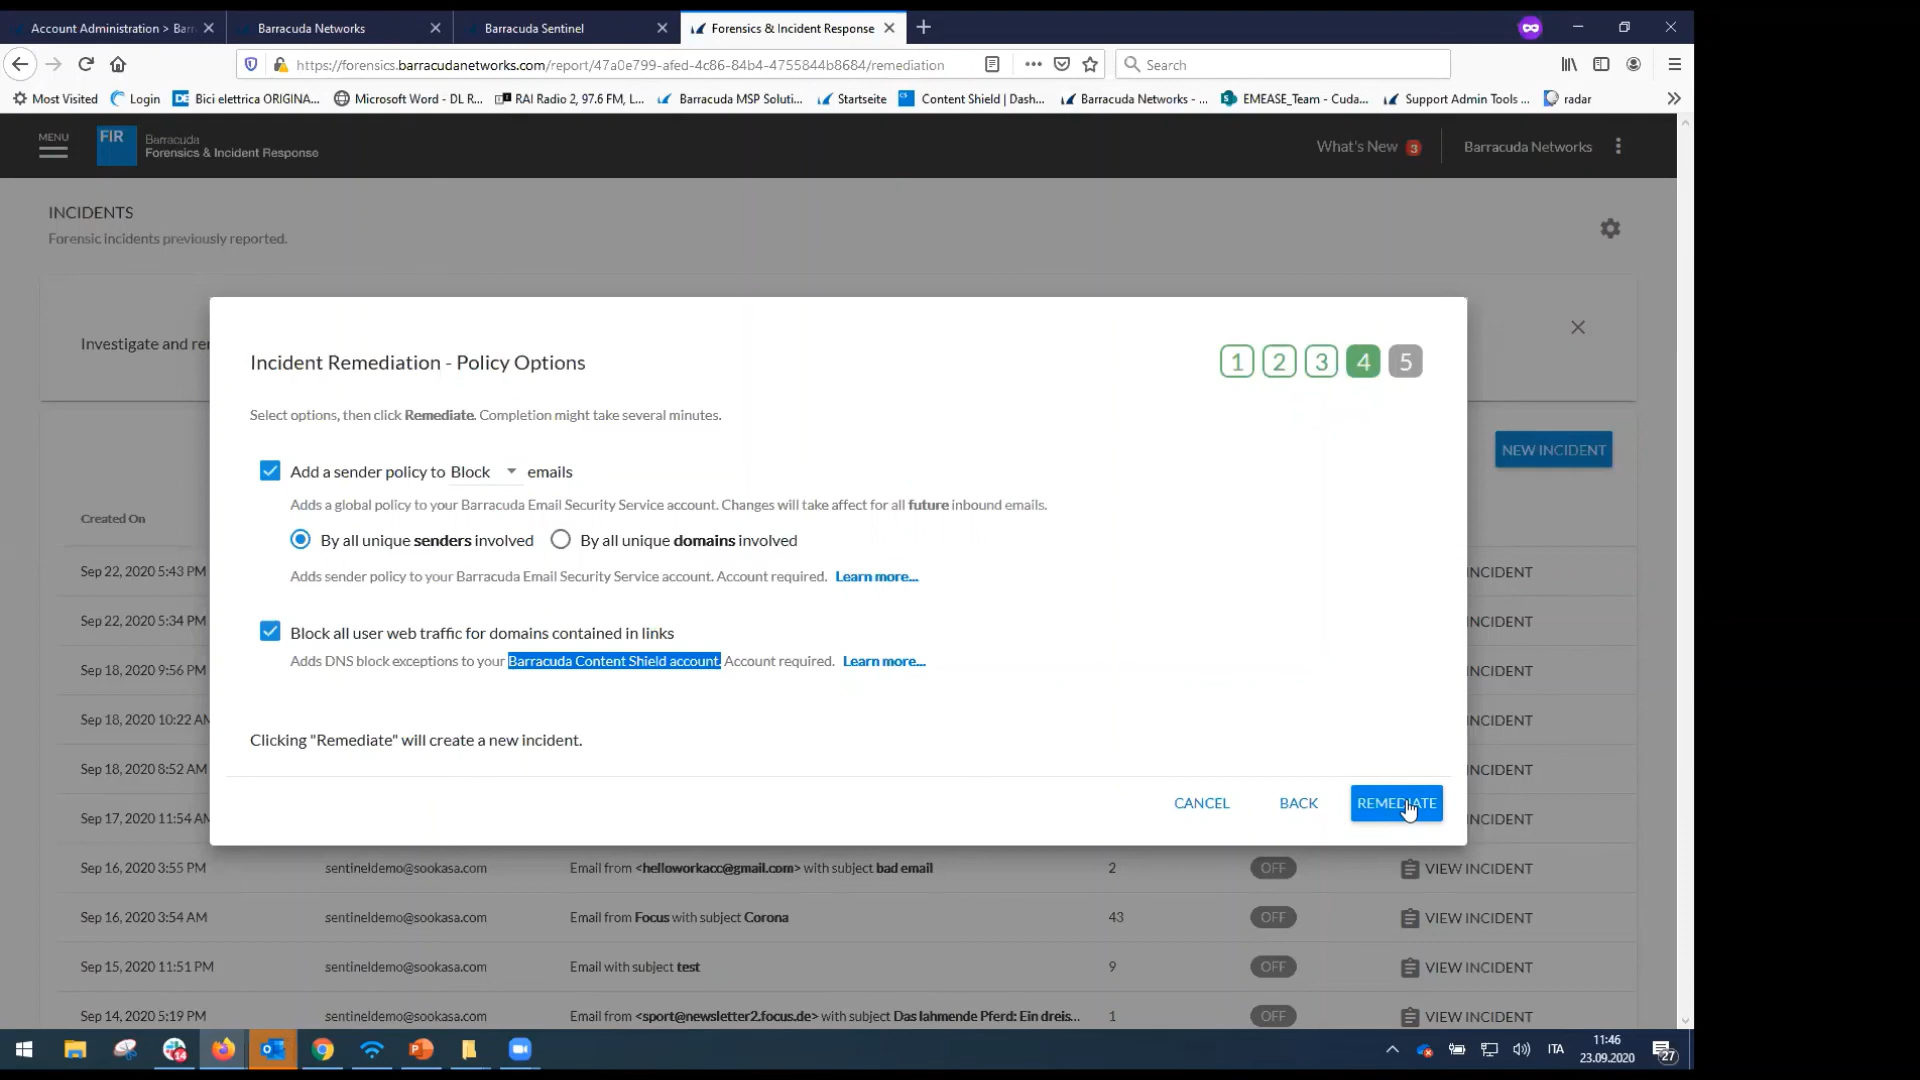 Account Administration > Bar
Barracuda Networks
Barracuda Sentinel
Forensics & Incident Response
https://forensics.barracudanetworks.com/report/47a0e799-afed-4c86-84b4-4755844b8684/remediation
Search
Most Visited
Login
Bici elettrica ORIGINA...
Microsoft Word - DL R...
RAI Radio 2, 97.6 FM, L...
Barracuda MSP Soluti...
Startseite
Content Shield | Dash...
Barracuda Networks - ...
EMEASE_Team - Cuda...
Support Admin Tools ...
radar
MENU
FIR
Barracuda
Forensics & Incident Response
What's New 3
Barracuda Networks
INCIDENTS
Forensic incidents previously reported.
Investigate and rer
Incident Remediation - Policy Options
1 2 3 4 5
Select options, then click Remediate. Completion might take several minutes.
NEW INCIDENT
Add a sender policy to Block emails
Adds a global policy to your Barracuda Email Security Service account. Changes will take affect for all future inbound emails.
Created On
By all unique senders involved By all unique domains involved
Sep 22, 2020 5:43 PM
INCIDENT
Adds sender policy to your Barracuda Email Security Service account. Account required. Learn more...
Sep 22, 2020 5:34 PM
INCIDENT
Block all user web traffic for domains contained in links
Adds DNS block exceptions to your Barracuda Content Shield account. Account required. Learn more...
Sep 18, 2020 9:56 PM
INCIDENT
Sep 18, 2020 10:22 AM
INCIDENT
Clicking "Remediate" will create a new incident.
Sep 18, 2020 8:52 AM
INCIDENT
CANCEL
BACK
REMEDIATE
Sep 17, 2020 11:54 AM
INCIDENT
Sep 16, 2020 3:55 PM sentineldemo@sookasa.com Email from <helloworkacc@gmail.com> with subject bad email 2 OFF VIEW INCIDENT
Sep 16, 2020 3:54 AM sentineldemo@sookasa.com Email from Focus with subject Corona 43 OFF VIEW INCIDENT
Sep 15, 2020 11:51 PM sentineldemo@sookasa.com Email with subject test 9 OFF VIEW INCIDENT
Sep 14, 2020 5:19 PM sentineldemo@sookasa.com Email from <sport@newsletter2.focus.de> with subject Das lahmende Pferd: Ein dreis... 1 OFF VIEW INCIDENT
14
ITA
11:46
23.09.2020
27